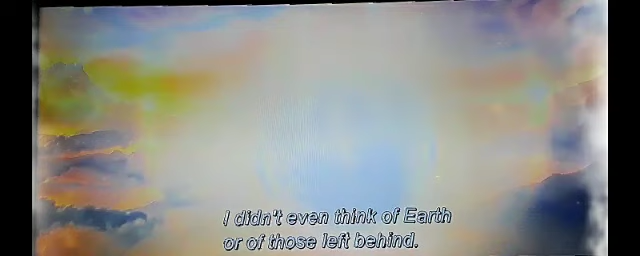 I didn't even think of Earth
or of those left behind.